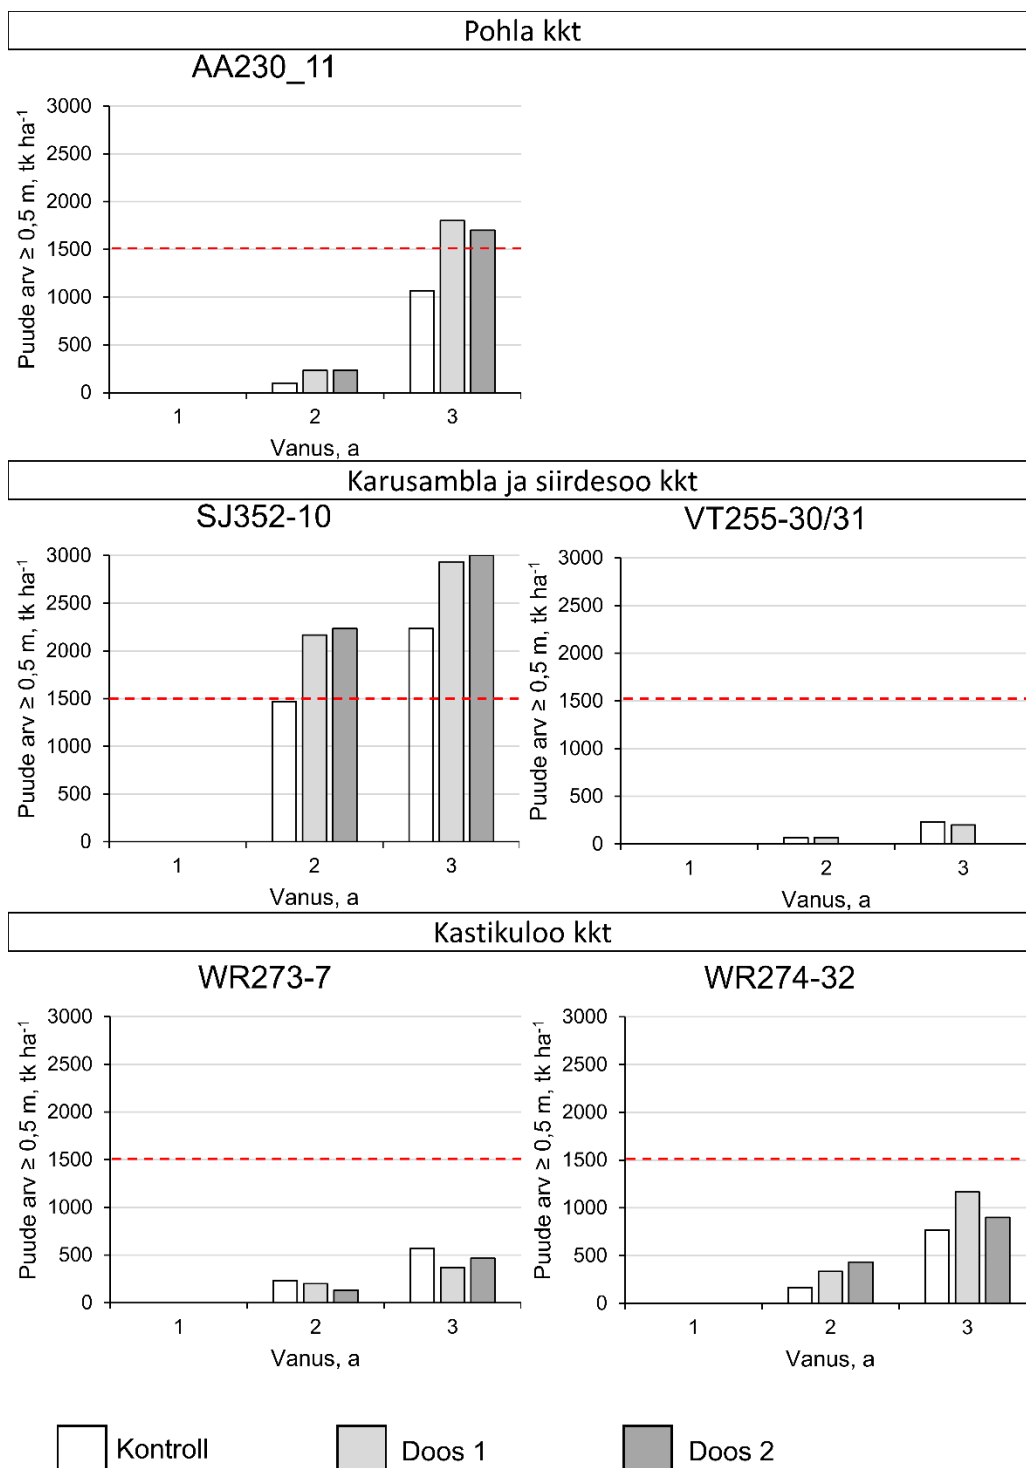 Pohla kkt
AA230_11
Puude arv ≥ 0,5 m, tk ha⁻¹
3000
2500
2000
1500
1000
500
0
1 2 3
Vanus, a
Karusambla ja siirdesoo kkt
SJ352-10
Puude arv ≥ 0,5 m, tk ha⁻¹
3000
2500
2000
1500
1000
500
0
1 2 3
Vanus, a
VT255-30/31
Puude arv ≥ 0,5 m, tk ha⁻¹
3000
2500
2000
1500
1000
500
0
1 2 3
Vanus, a
Kastikuloo kkt
WR273-7
Puude arv ≥ 0,5 m, tk ha⁻¹
3000
2500
2000
1500
1000
500
0
1 2 3
Vanus, a
WR274-32
Puude arv ≥ 0,5 m, tk ha⁻¹
3000
2500
2000
1500
1000
500
0
1 2 3
Vanus, a
Kontroll Doos 1 Doos 2